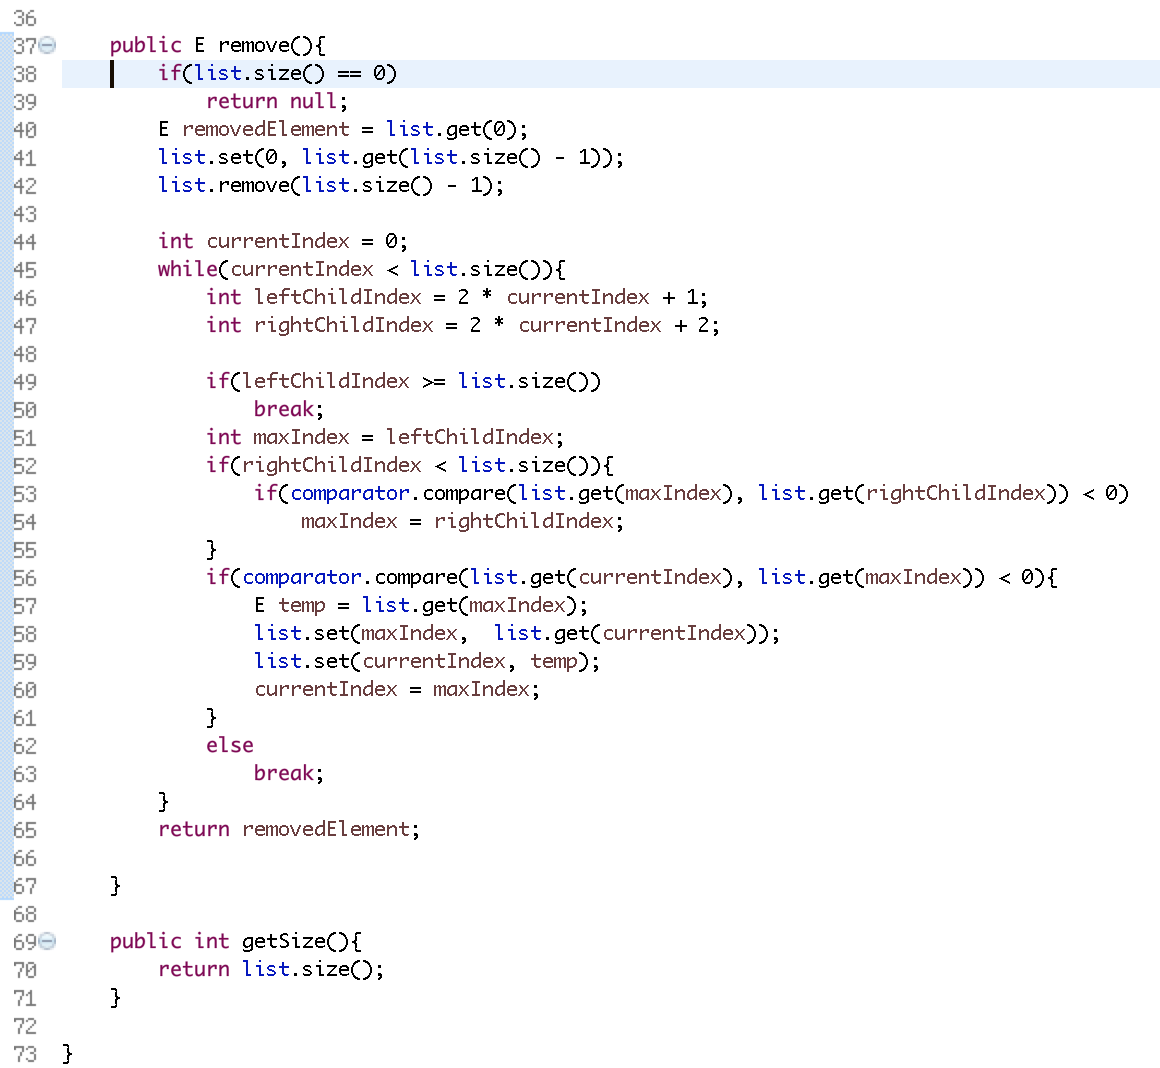 36
37 public E remove(){
38 if(list.size() == 0)
39 return null;
40 E removedElement = list.get(0);
41 list.set(0, list.get(list.size() - 1));
42 list.remove(list.size() - 1);
43
44 int currentIndex = 0;
45 while(currentIndex < list.size()){
46 int leftChildIndex = 2 * currentIndex + 1;
47 int rightChildIndex = 2 * currentIndex + 2;
48
49 if(leftChildIndex >= list.size())
50 break;
51 int maxIndex = leftChildIndex;
52 if(rightChildIndex < list.size()){
53 if(comparator.compare(list.get(maxIndex), list.get(rightChildIndex)) < 0)
54 maxIndex = rightChildIndex;
55 }
56 if(comparator.compare(list.get(currentIndex), list.get(maxIndex)) < 0){
57 E temp = list.get(maxIndex);
58 list.set(maxIndex,  list.get(currentIndex));
59 list.set(currentIndex, temp);
60 currentIndex = maxIndex;
61 }
62 else
63 break;
64 }
65 return removedElement;
66
67 }
68
69 public int getSize(){
70 return list.size();
71 }
72
73 }